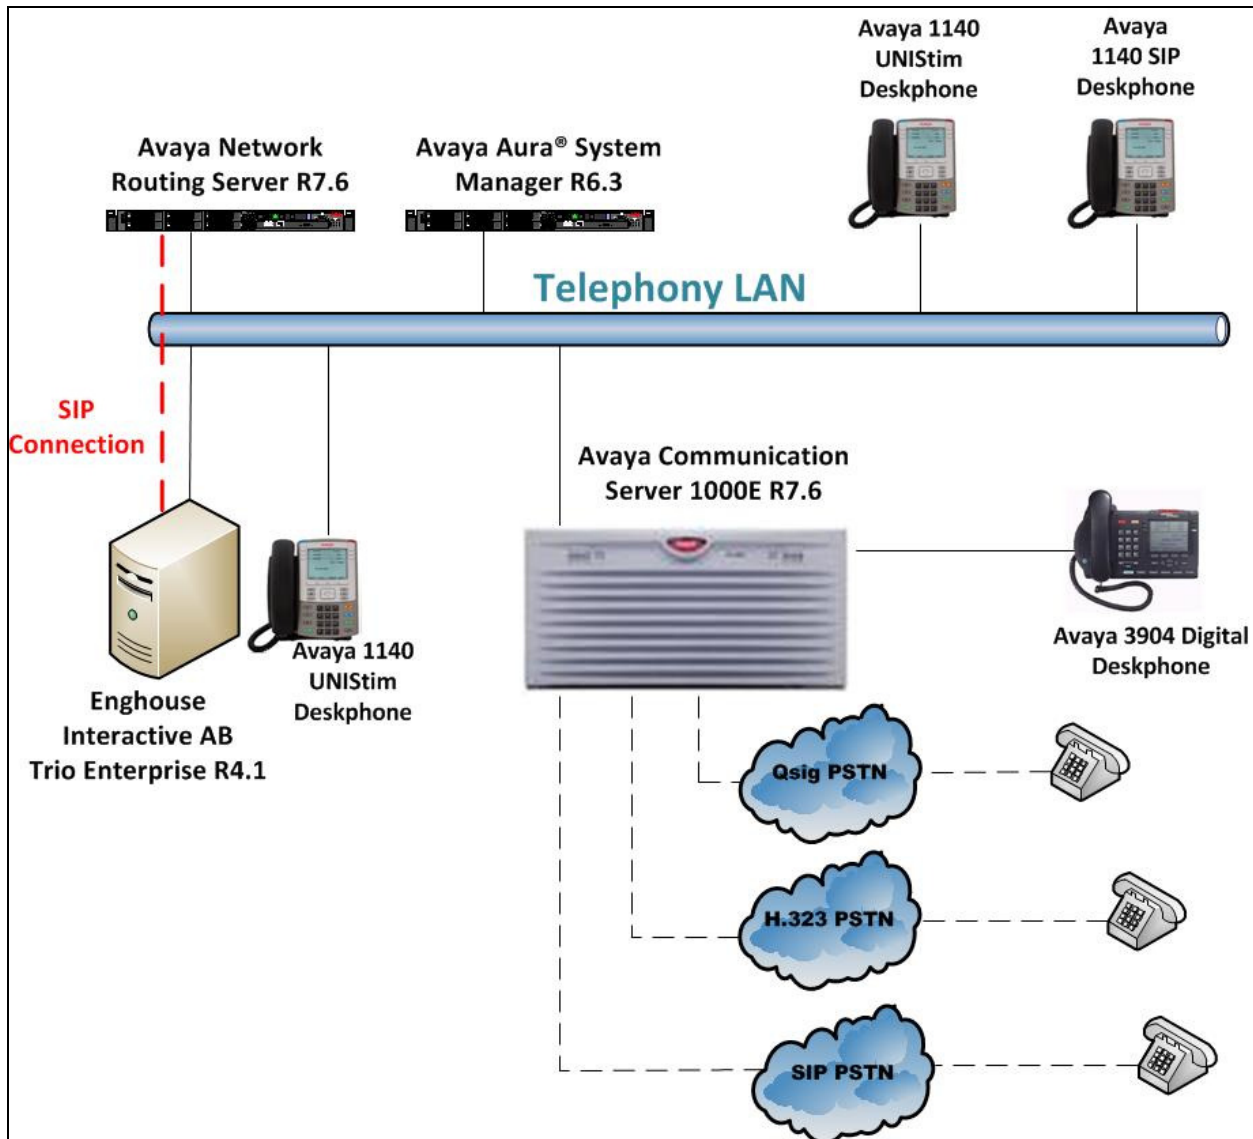 Avaya 1140
UNIStim
Deskphone
Avaya
1140 SIP
Deskphone
Avaya Network
Routing Server R7.6
Avaya Aura® System
Manager R6.3
Telephony LAN
SIP
Connection
Avaya Communication
Server 1000E R7.6
Avaya 1140
UNIStim
Deskphone
Avaya 3904 Digital
Deskphone
Enghouse
Interactive AB
Trio Enterprise R4.1
Qsig PSTN
H.323 PSTN
SIP PSTN